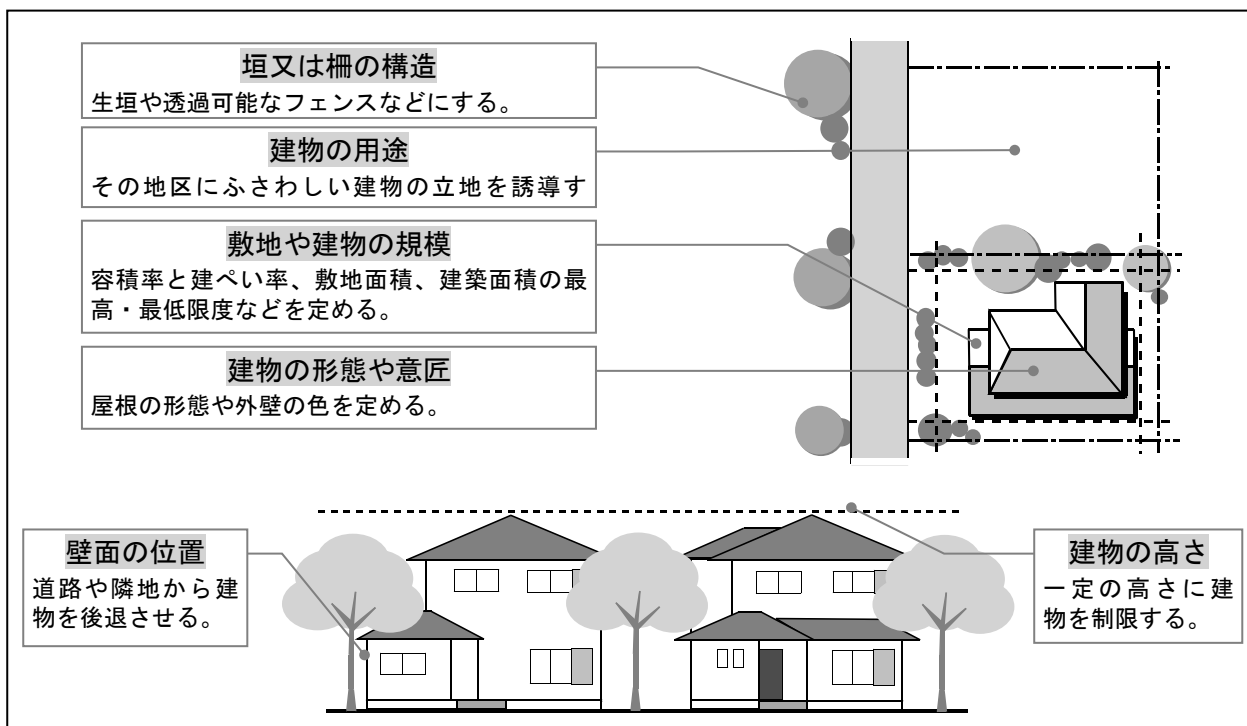 垣又は柵の構造
生垣や透過可能なフェンスなどにする。
建物の用途
その地区にふさわしい建物の立地を誘導す
敷地や建物の規模
容積率と建ぺい率、敷地面積、建築面積の最
高・最低限度などを定める。
建物の形態や意匠
屋根の形態や外壁の色を定める。
壁面の位置
道路や隣地から建
物を後退させる。
建物の高さ
一定の高さに建
物を制限する。